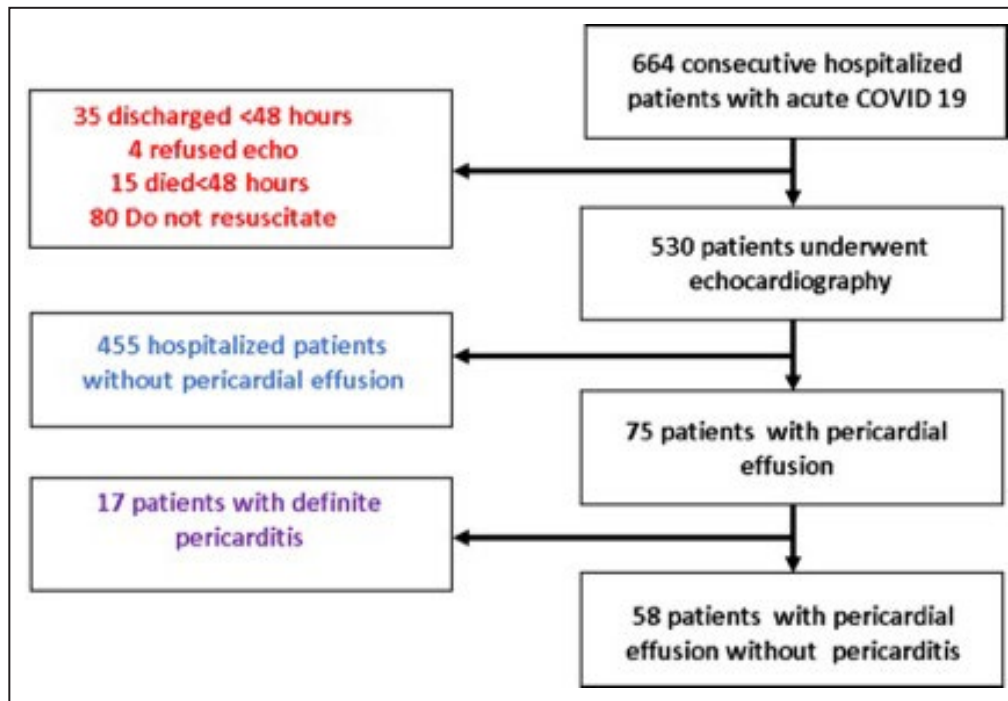 664 consecutive hospitalized
patients with acute COVID 19
35 discharged <48 hours
4 refused echo
15 died<48 hours
80 Do not resuscitate
530 patients underwent
echocardiography
455 hospitalized patients
without pericardial effusion
75 patients with pericardial
effusion
17 patients with definite
pericarditis
58 patients with pericardial
effusion without pericarditis